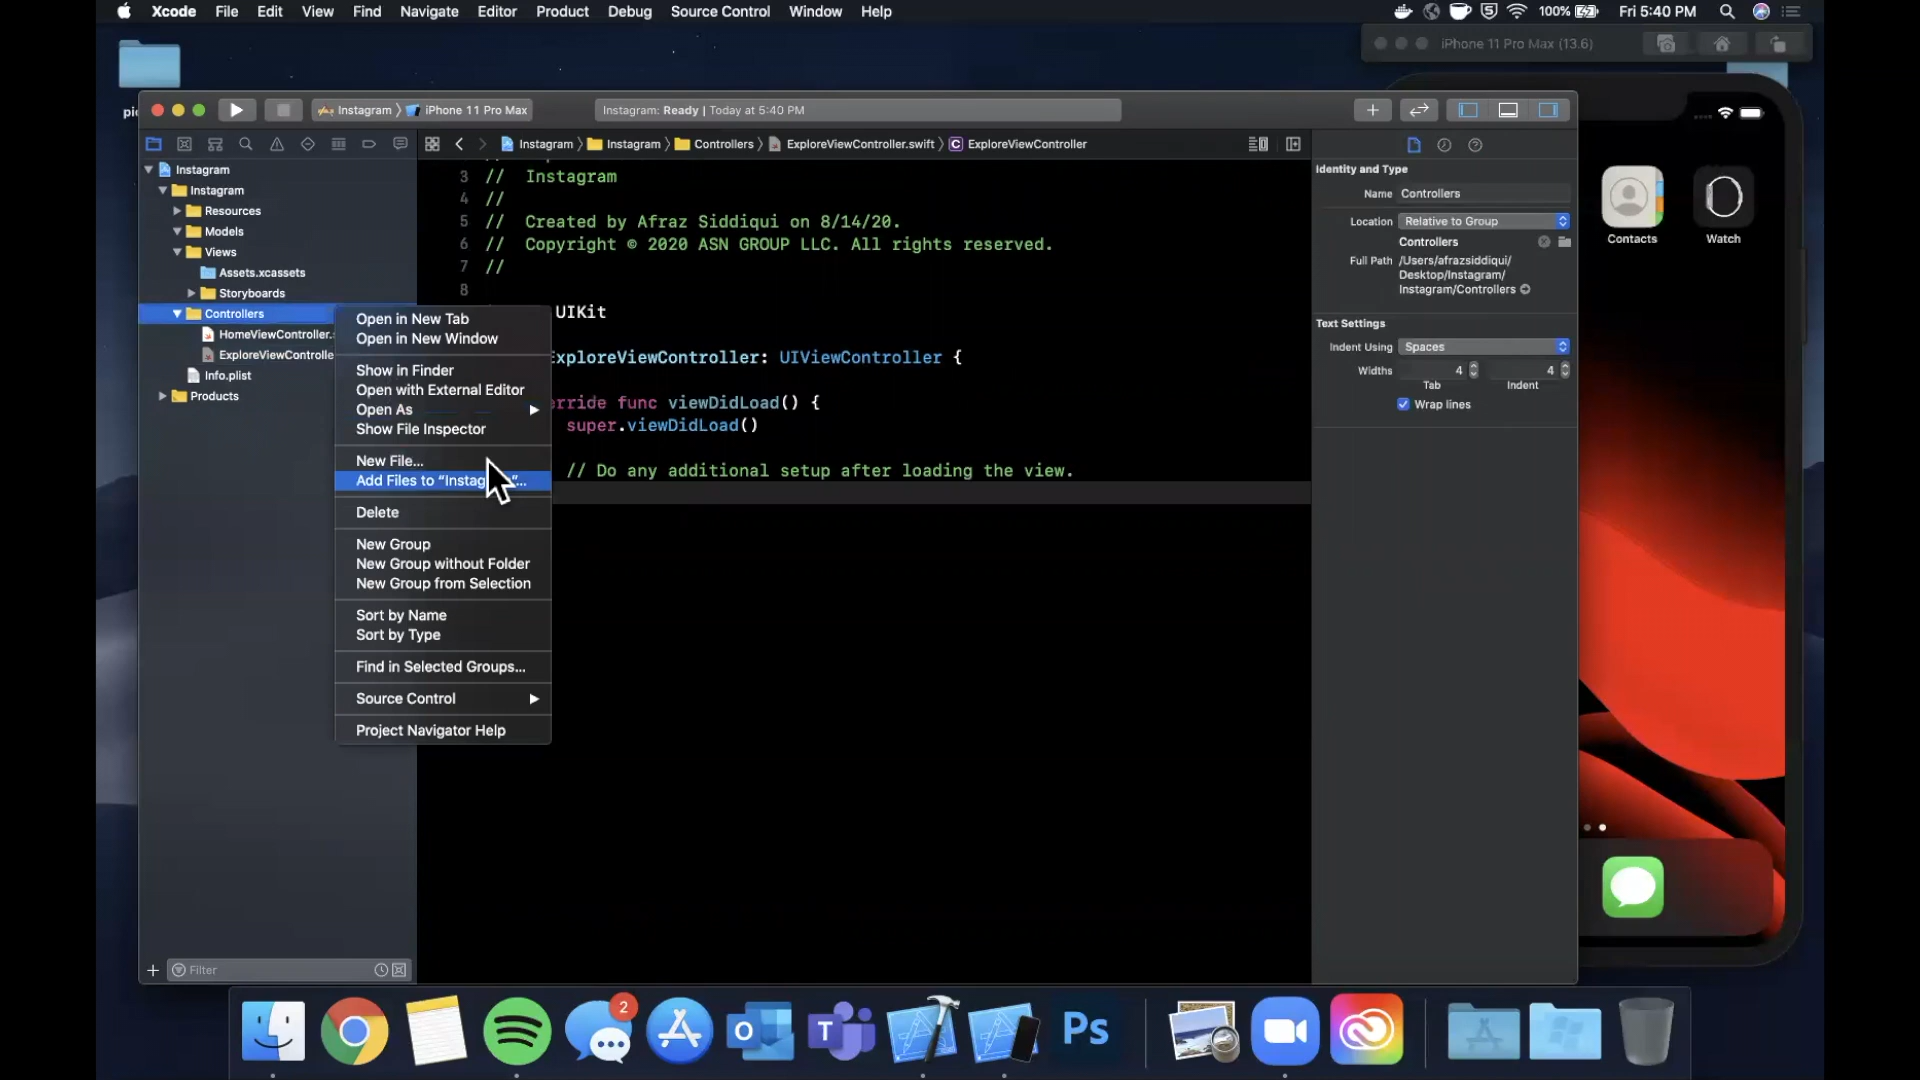 Xcode File Edit View Find Navigate Editor Product Debug Source Control Window Help
100% Fri 5:40 PM
iPhone 11 Pro Max (13.6)
Instagram iPhone 11 Pro Max
Instagram: Ready | Today at 5:40 PM
Instagram Instagram Controllers ExploreViewController.swift C ExploreViewController
Instagram
Instagram
Resources
Models
Views
Assets.xcassets
Storyboards
Controllers
HomeViewController.
ExploreViewControlle
Info.plist
Products
Filter
Open in New Tab
Open in New Window
Show in Finder
Open with External Editor
Open As
Show File Inspector
New File...
Add Files to “Instag
Delete
New Group
New Group without Folder
New Group from Selection
Sort by Name
Sort by Type
Find in Selected Groups...
Source Control
Project Navigator Help
3 // Instagram
4 //
5 // Created by Afraz Siddiqui on 8/14/20.
6 // Copyright © 2020 ASN GROUP LLC. All rights reserved.
7 //
8
UIKit
xploreViewController: UIViewController {
erride func viewDidLoad() {
super.viewDidLoad()
// Do any additional setup after loading the view.
Identity and Type
Name Controllers
Location Relative to Group
Controllers
Full Path /Users/afrazsiddiqui/
Desktop/Instagram/
Instagram/Controllers
Text Settings
Indent Using Spaces
Widths 4 4
Tab Indent
Wrap lines
Contacts
Watch
2
Ps